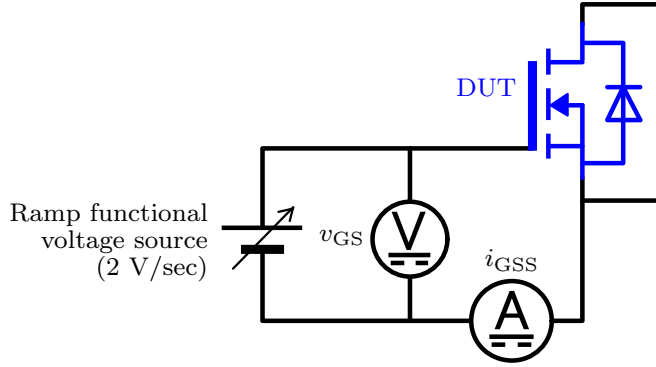 DUT
Ramp functional
voltage source
(2 V/sec)
vGS
V
iGSS
A